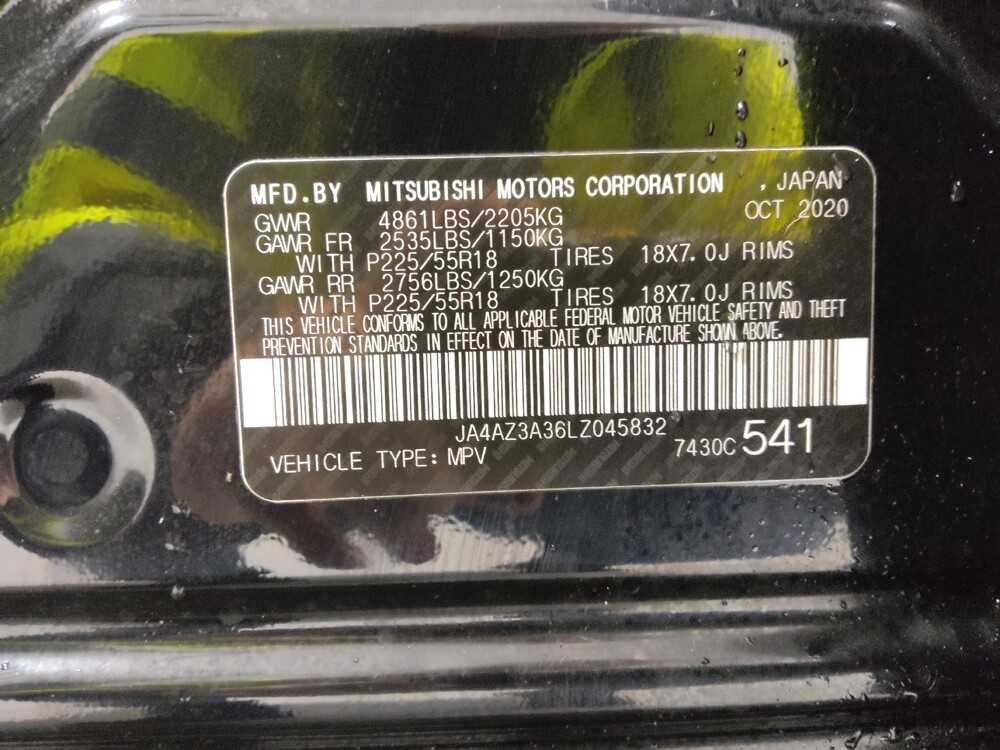 MFD.BY MITSUBISHI MOTORS CORPORATION , JAPAN
OCT 2020
GWWR 4861LBS/2205KG
GAWR FR 2535LBS/1150KG
WITH P225/55R18 TIRES 18X7.0J RIMS
GAWR RR 2756LBS/1250KG
WITH P225/55R18 TIRES 18X7.0J RIMS
THIS VEHICLE CONFORMS TO ALL APPLICABLE FEDERAL MOTOR VEHICLE SAFETY AND THEFT
PREVENTION STANDARDS IN EFFECT ON THE DATE OF MANUFACTURE SHOWN ABOVE.
JA4AZ3A36LZ045832
VEHICLE TYPE: MPV 7430C 541